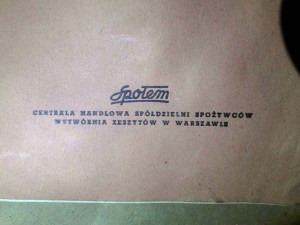 Społem
CENTRALA HANDLOWA SPÓŁDZIELNI SPOŻYWCÓW
WYTWÓRNIA ZESZYTÓW W WARSZAWIE